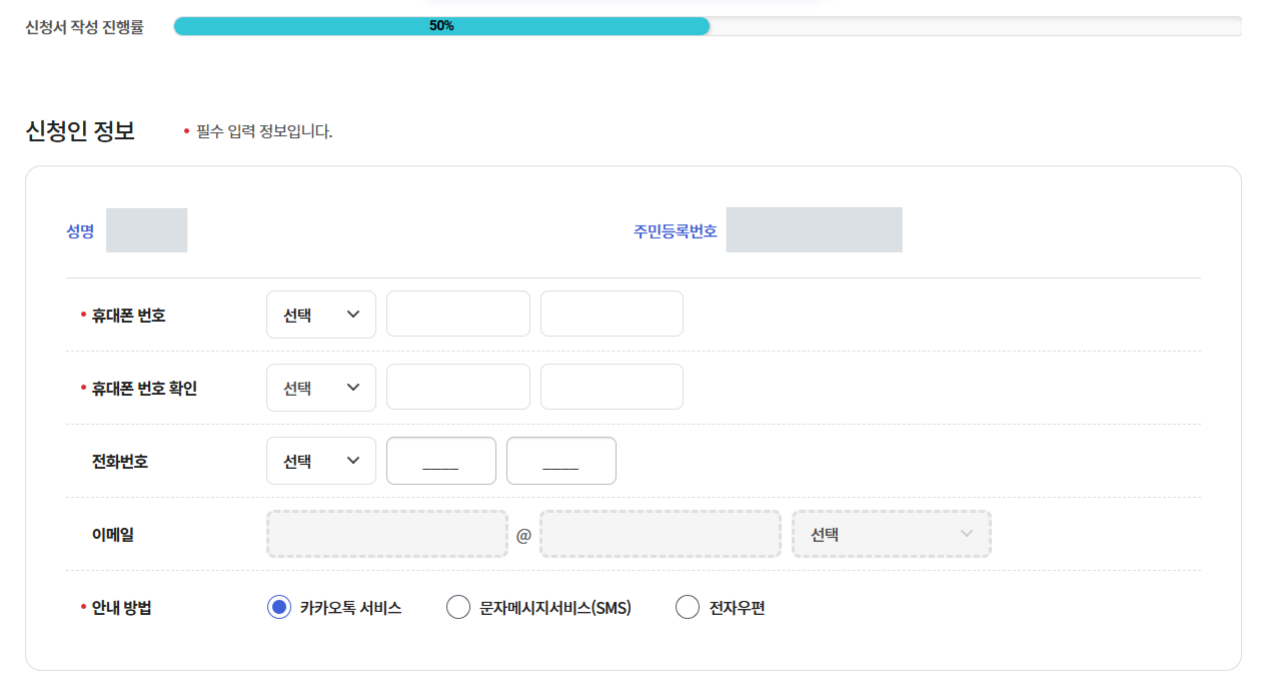 신청서 작성 진행률 50%
신청인 정보 • 필수 입력 정보입니다.
성명 주민등록번호
• 휴대폰 번호 선택
• 휴대폰 번호 확인 선택
전화번호 선택 ____ ____
이메일 @ 선택
• 안내 방법 카카오톡 서비스 문자메시지서비스(SMS) 전자우편